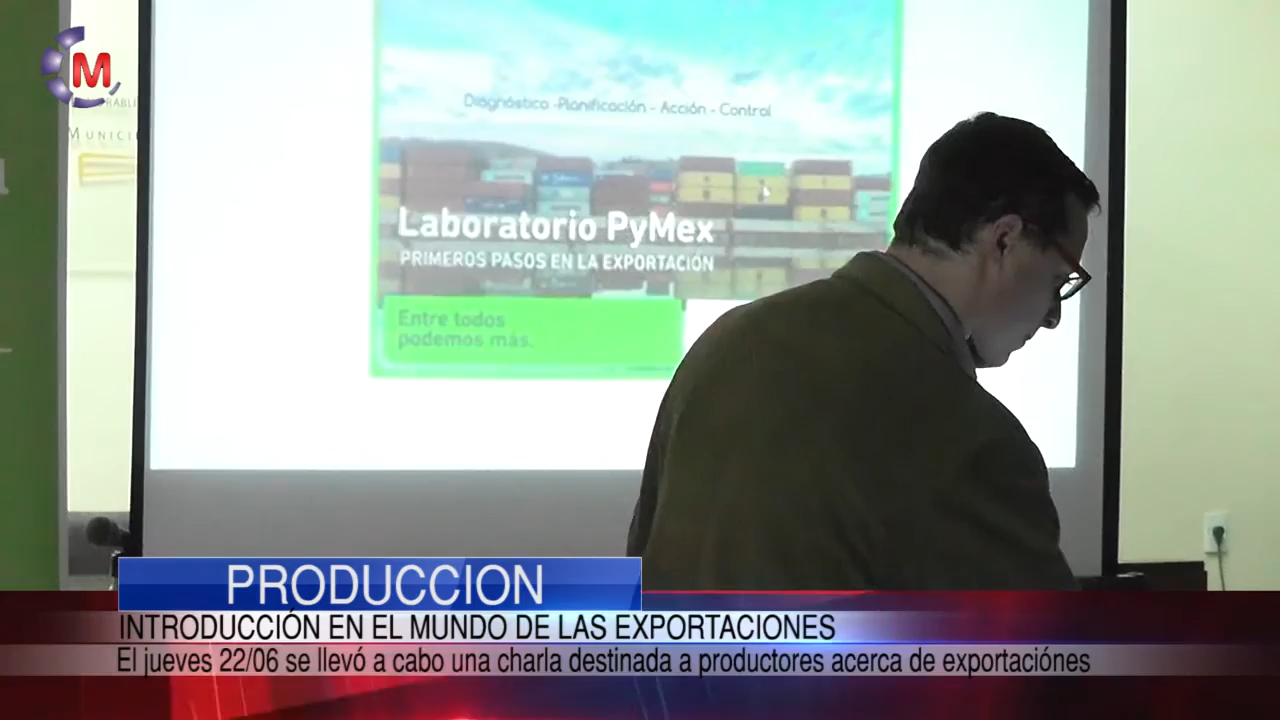 M
MUNICI
Diagnóstico -Planificación - Acción - Control
Laboratorio PyMex
PRIMEROS PASOS EN LA EXPORTACIÓN
Entre todos
podemos más.
PRODUCCION
INTRODUCCIÓN EN EL MUNDO DE LAS EXPORTACIONES
El jueves 22/06 se llevó a cabo una charla destinada a productores acerca de exportaciónes